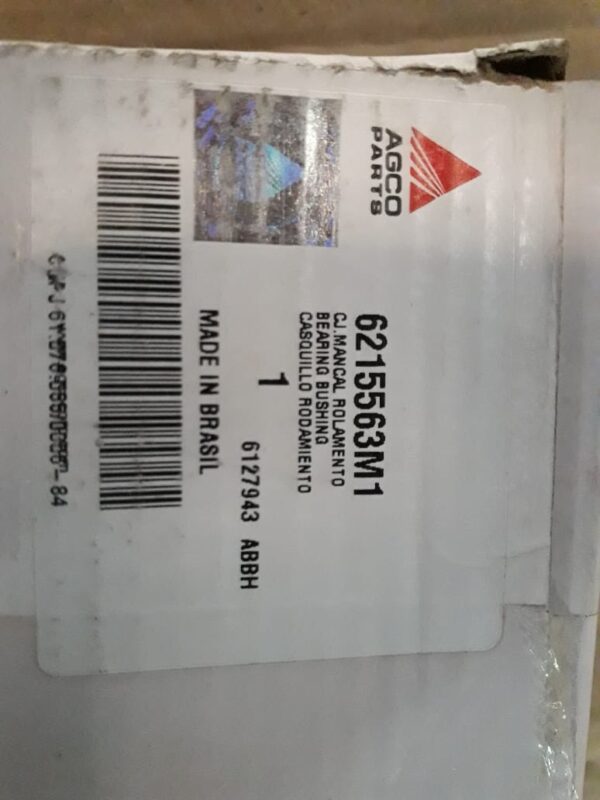 AGCO
PARTS
6215563M1
CJ.MANCAL ROLAMENTO
BEARING BUSHING
CASQUILLO RODAMIENTO
1
6127943 ABBH
MADE IN BRASIL